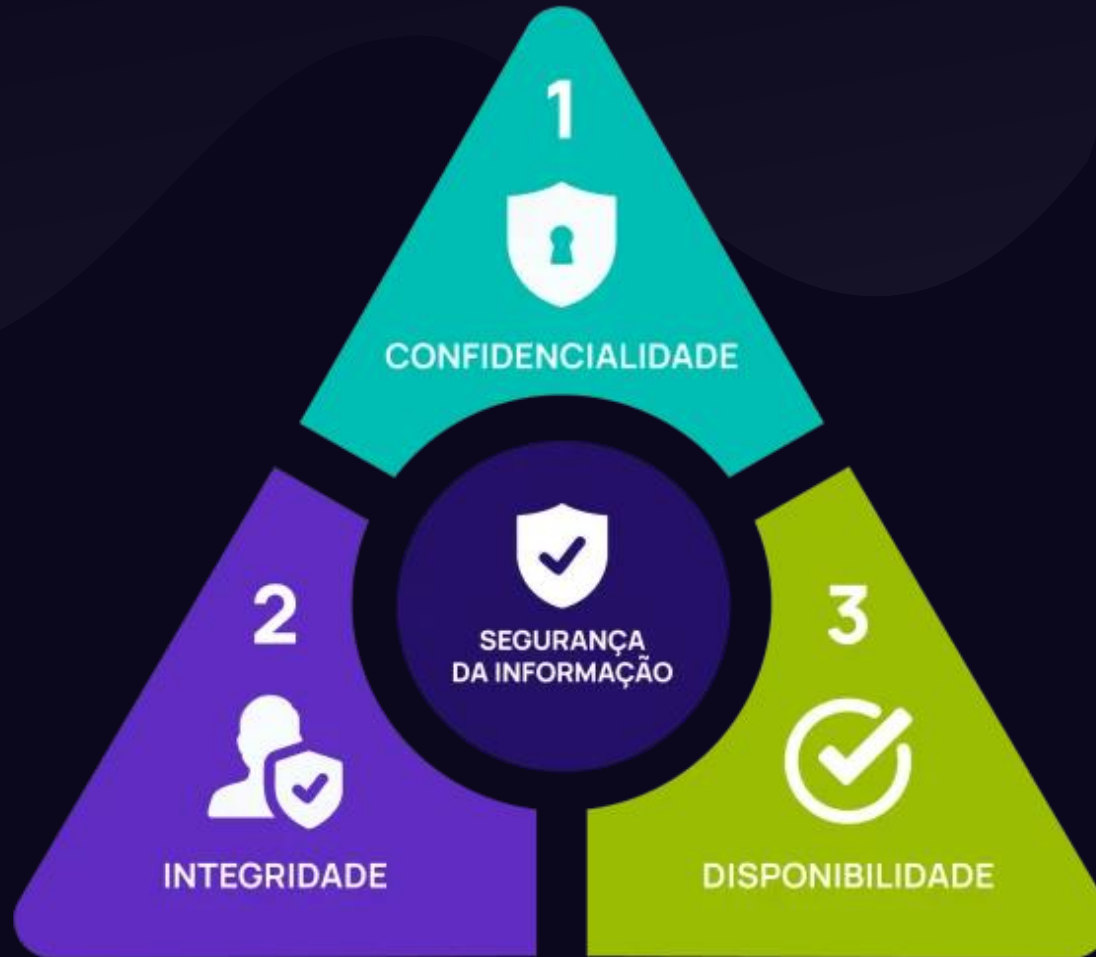 1
CONFIDENCIALIDADE
SEGURANÇA
DA INFORMAÇÃO
2
INTEGRIDADE
3
DISPONIBILIDADE